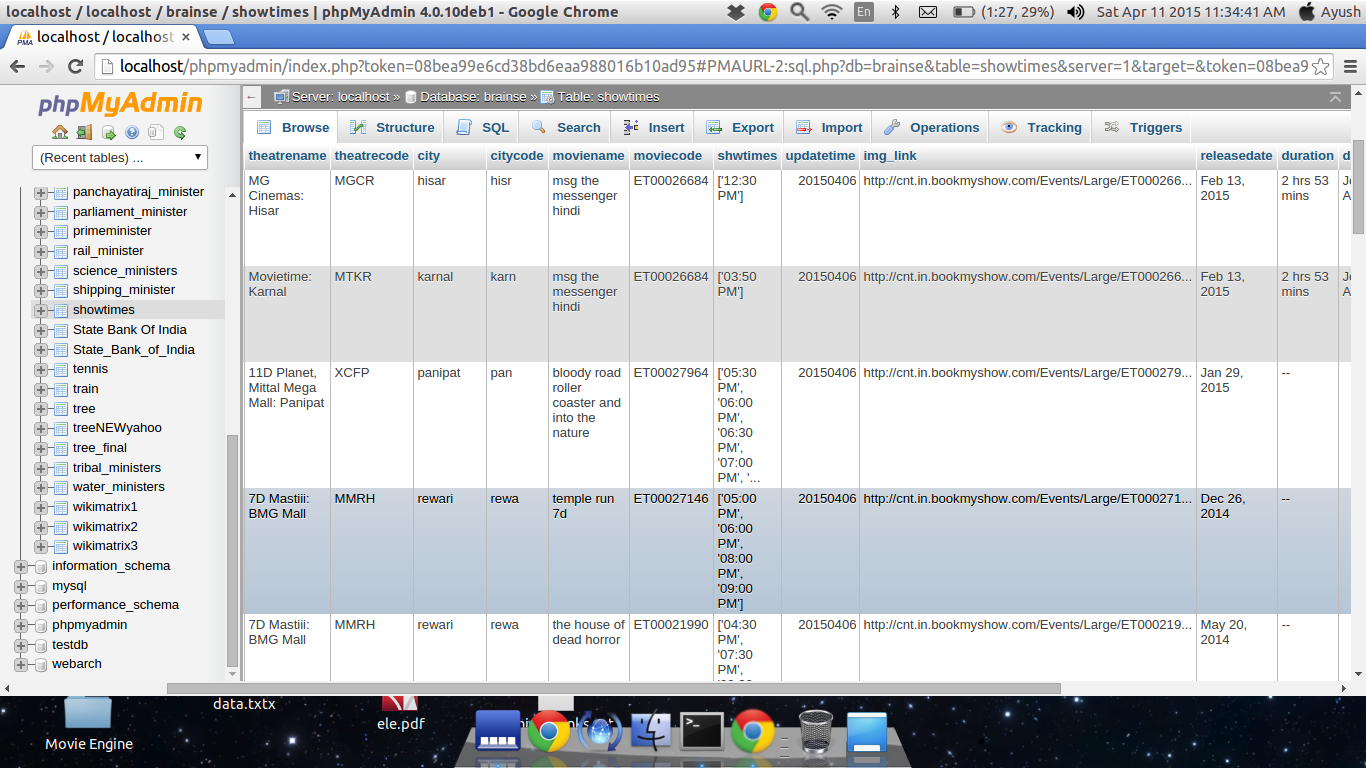 localhost / localhost / brainse / showtimes | phpMyAdmin 4.0.10deb1 - Google Chrome
En
(1:27, 29%)
Sat Apr 11 2015 11:34:41 AM
Ayush
PMA
localhost / localhost
localhost/phpmyadmin/index.php?token=08bea99e6cd38bd6eaa988016b10ad95#PMAURL-2:sql.php?db=brainse&table=showtimes&server=1&target=&token=08bea9
phpMyAdmin
(Recent tables) ...
panchayatiraj_minister
parliament_minister
primeminister
rail_minister
science_ministers
shipping_minister
showtimes
State Bank Of India
State_Bank_of_India
tennis
train
tree
treeNEWyahoo
tree_final
tribal_ministers
water_ministers
wikimatrix1
wikimatrix2
wikimatrix3
information_schema
mysql
performance_schema
phpmyadmin
testdb
webarch
Server: localhost » Database: brainse » Table: showtimes
Browse Structure SQL Search Insert Export Import Operations Tracking Triggers
theatrename theatrecode city citycode moviename moviecode shwtimes updatetime img_link releasedate duration d
MG MGCR hisar hisr msg the ET00026684 ['12:30 20150406 http://cnt.in.bookmyshow.com/Events/Large/ET000266... Feb 13, 2 hrs 53
Cinemas: messenger PM'] 2015 mins
Hisar hindi
Movietime: MTKR karnal karn msg the ET00026684 ['03:50 20150406 http://cnt.in.bookmyshow.com/Events/Large/ET000266... Feb 13, 2 hrs 53
Karnal messenger PM'] 2015 mins
hindi
11D Planet, XCFP panipat pan bloody road ET00027964 ['05:30 20150406 http://cnt.in.bookmyshow.com/Events/Large/ET000279... Jan 29, --
Mittal Mega roller PM', 2015
Mall: Panipat coaster and '06:00
into the PM',
nature '06:30
PM',
'07:00
PM', '...
7D Mastiii: MMRH rewari rewa temple run ET00027146 ['05:00 20150406 http://cnt.in.bookmyshow.com/Events/Large/ET000271... Dec 26, --
BMG Mall 7d PM', 2014
'06:00
PM',
'08:00
PM',
'09:00
PM']
7D Mastiii: MMRH rewari rewa the house of ET00021990 ['04:30 20150406 http://cnt.in.bookmyshow.com/Events/Large/ET000219... May 20, --
BMG Mall dead horror PM', 2014
'07:30
PM',
data.txtx
ele.pdf
Movie Engine